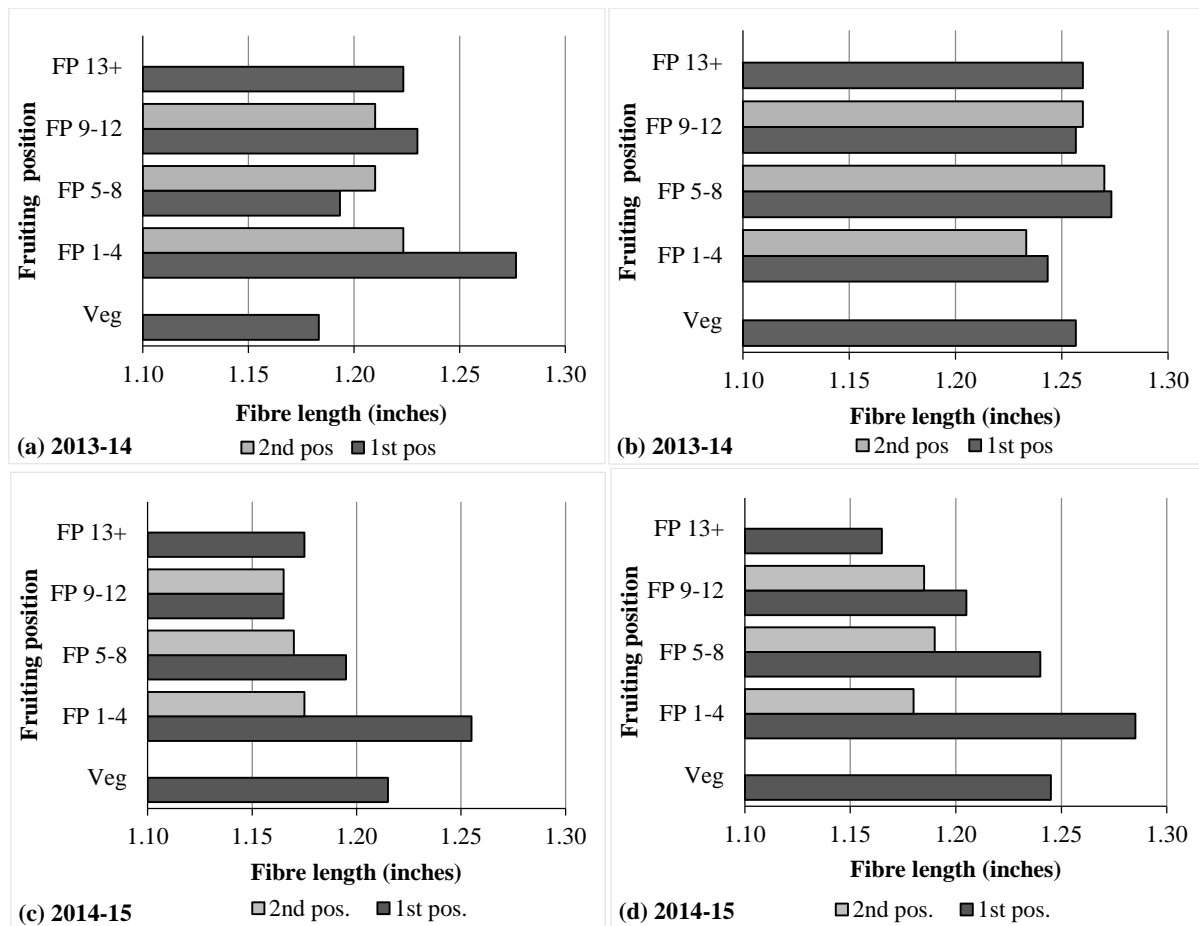 FP 13+
FP 9-12
FP 5-8
FP 1-4
Veg
Fruiting position
1.10 1.15 1.20 1.25 1.30
Fibre length (inches)
(a) 2013-14
2nd pos 1st pos
FP 13+
FP 9-12
FP 5-8
FP 1-4
Veg
Fruiting position
1.10 1.15 1.20 1.25 1.30
Fibre length (inches)
(b) 2013-14
2nd pos 1st pos
FP 13+
FP 9-12
FP 5-8
FP 1-4
Veg
Fruiting position
1.10 1.15 1.20 1.25 1.30
Fibre length (inches)
(c) 2014-15
2nd pos. 1st pos.
FP 13+
FP 9-12
FP 5-8
FP 1-4
Veg
Fruiting position
1.10 1.15 1.20 1.25 1.30
Fibre length (inches)
(d) 2014-15
2nd pos. 1st pos.